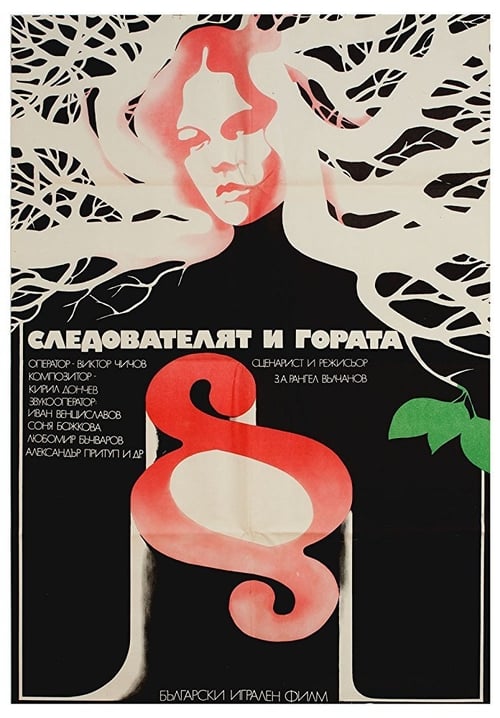 СЛЕДОВАТЕЛЯТ И ГОРАТА
ОПЕРАТОР - ВИКТОР ЧИЧОВ
КОМПОЗИТОР -
КИРИЛ ДОНЧЕВ
ЗВУКООПЕРАТОР:
ИВАН ВЕНЦИСЛАВОВ
СОНЯ БОЖКОВА
ЛЮБОМИР БЪЧВАРОВ
АЛЕКСАНДЪР ПРИТУП И ДР
СЦЕНАРИСТ И РЕЖИСЬОР
З.А. РАНГЕЛ ВЪЛЧАНОВ
§
БЪЛГАРСКИ ИГРАЛЕН ФИЛМ